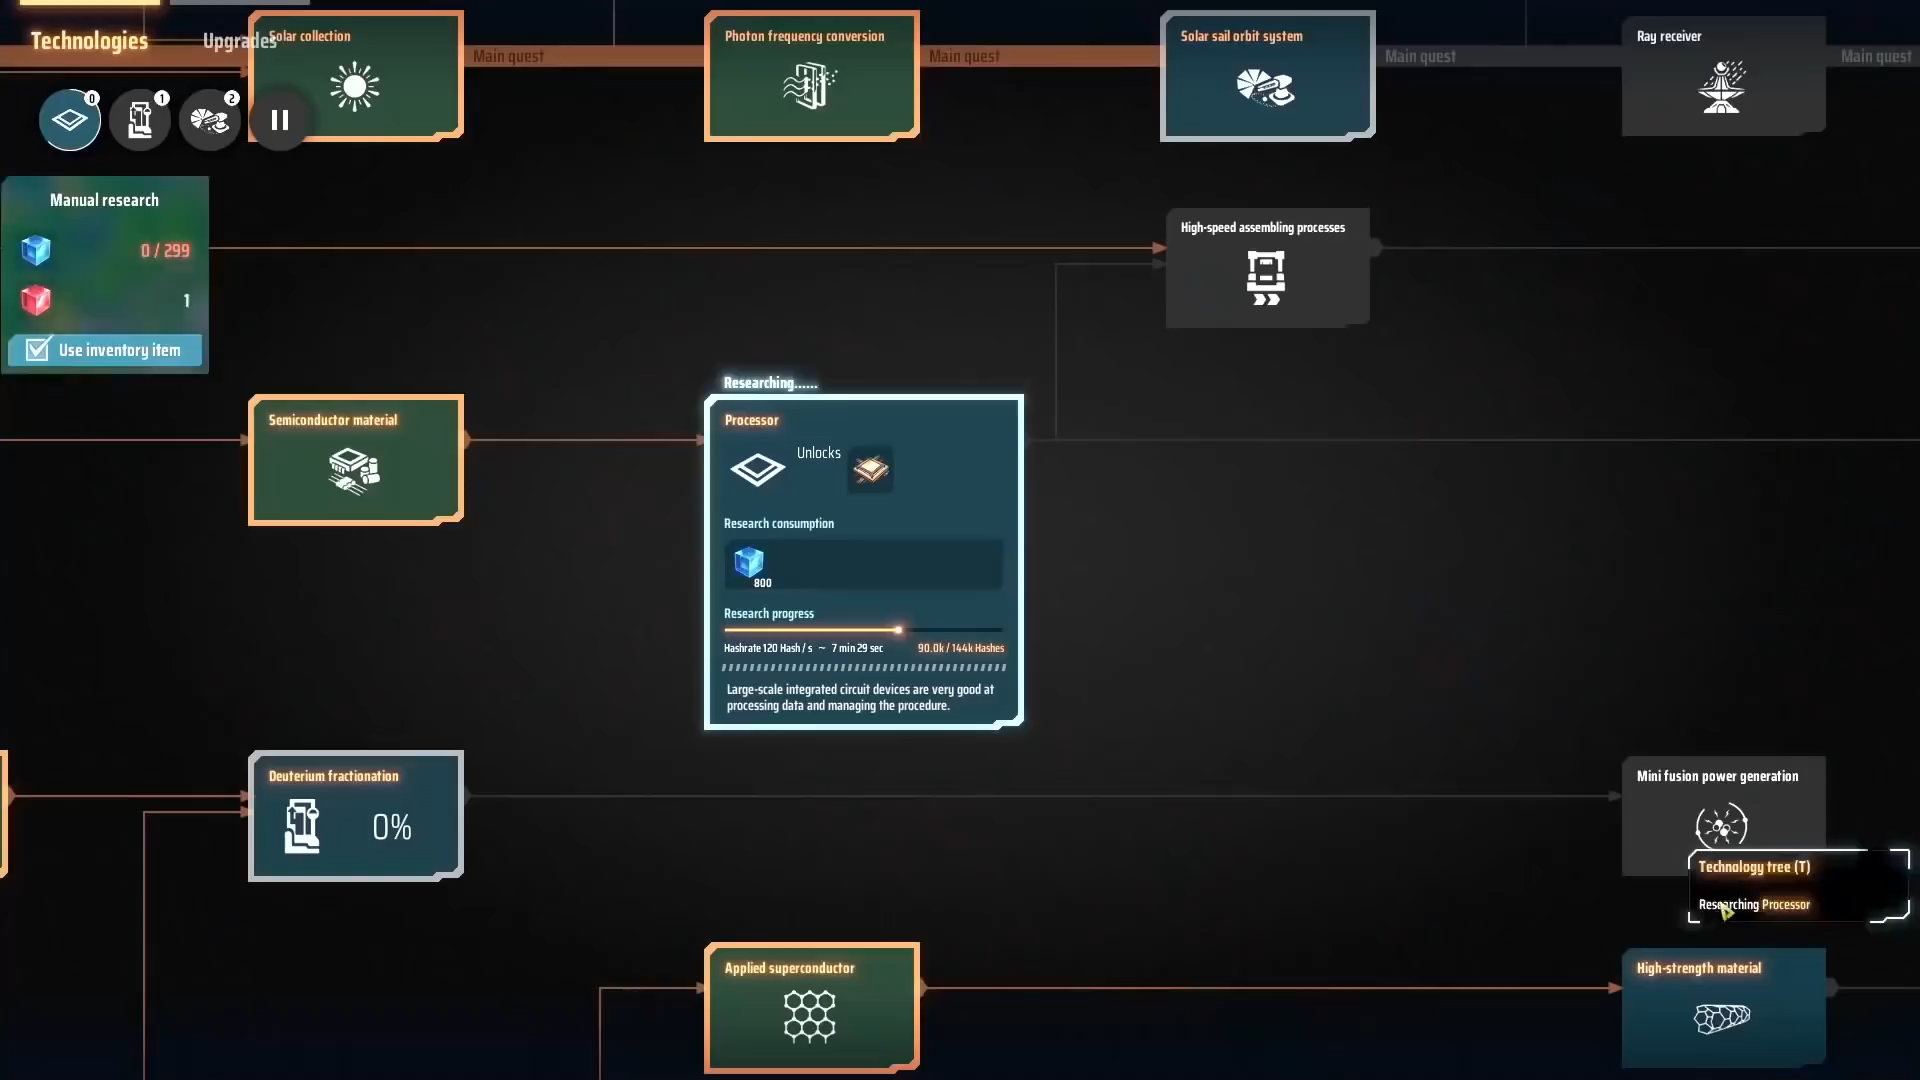 Technologies
Upgrades
Solar collection
Main quest
Photon frequency conversion
Main quest
Solar sail orbit system
Main quest
Ray receiver
Main quest
0
1
2
Manual research
0 / 299
1
Use inventory item
High-speed assembling processes
Semiconductor material
Researching......
Processor
Unlocks
Research consumption
800
Research progress
Hashrate 120 Hash / s ~ 7 min 29 sec
90.0k / 144k Hashes
Large-scale integrated circuit devices are very good at
processing data and managing the procedure.
Deuterium fractionation
0%
Mini fusion power generation
Technology tree (T)
Researching Processor
Applied superconductor
High-strength material